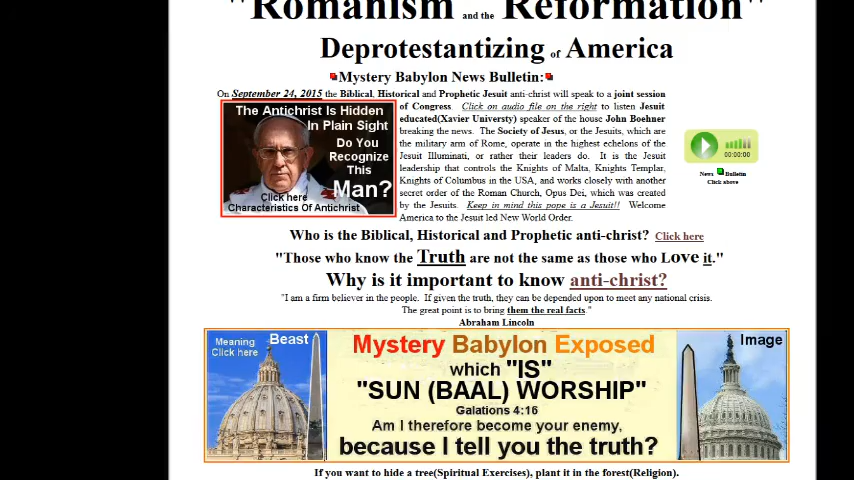 "Romanism and the Reformation"
Deprotestantizing of America
Mystery Babylon News Bulletin:
On September 24, 2015 the Biblical, Historical and Prophetic Jesuit anti-christ will speak to a joint session
of Congress. Click on audio file on the right to listen Jesuit
educated(Xavier Universty) speaker of the house John Boehner
breaking the news. The Society of Jesus, or the Jesuits, which are
the military arm of Rome, operate in the highest echelons of the
Jesuit Illuminati, or rather their leaders do. It is the Jesuit
leadership that controls the Knights of Malta, Knights Templar,
Knights of Columbus in the USA, and works closely with another
secret order of the Roman Church, Opus Dei, which was created
by the Jesuits. Keep in mind this pope is a Jesuit!! Welcome
America to the Jesuit led New World Order.
The Antichrist Is Hidden
In Plain Sight
Do You
Recognize
This
Man?
Click here
Characteristics Of Antichrist
00:00:00
News Bulletin
Click above
Who is the Biblical, Historical and Prophetic anti-christ? Click here
"Those who know the Truth are not the same as those who Love it."
Why is it important to know anti-christ?
"I am a firm believer in the people. If given the truth, they can be depended upon to meet any national crisis.
The great point is to bring them the real facts."
Abraham Lincoln
Meaning
Click here
Beast
Mystery Babylon Exposed
which "IS"
"SUN (BAAL) WORSHIP"
Galations 4:16
Am I therefore become your enemy,
because I tell you the truth?
Image
If you want to hide a tree(Spiritual Exercises), plant it in the forest(Religion).